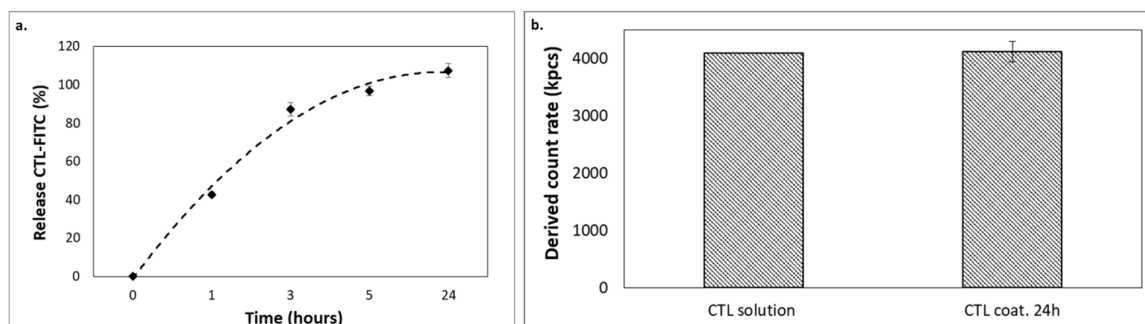 a.
Release CTL-FITC (%)
120
100
80
60
40
20
0
0 1 3 5 24
Time (hours)
b.
Derived count rate (kpcs)
4000
3000
2000
1000
0
CTL solution CTL coat. 24h